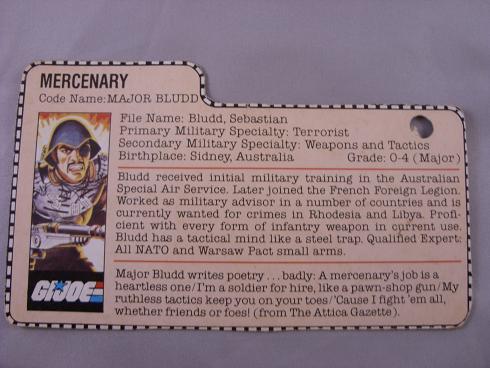 MERCENARY
Code Name: MAJOR BLUDD
File Name: Bludd, Sebastian
Primary Military Specialty: Terrorist
Secondary Military Specialty: Weapons and Tactics
Birthplace: Sidney, Australia Grade: O-4 (Major)
Bludd received initial military training in the Australian
Special Air Service. Later joined the French Foreign Legion.
Worked as military advisor in a number of countries and is
currently wanted for crimes in Rhodesia and Libya. Profi-
cient with every form of infantry weapon in current use.
Bludd has a tactical mind like a steel trap. Qualified Expert:
All NATO and Warsaw Pact small arms.
GI JOE
Major Bludd writes poetry . . . badly: A mercenary's job is a
heartless one/I'm a soldier for hire, like a pawn-shop gun/My
ruthless tactics keep you on your toes/'Cause I fight 'em all,
whether friends or foes! (from The Attica Gazette).